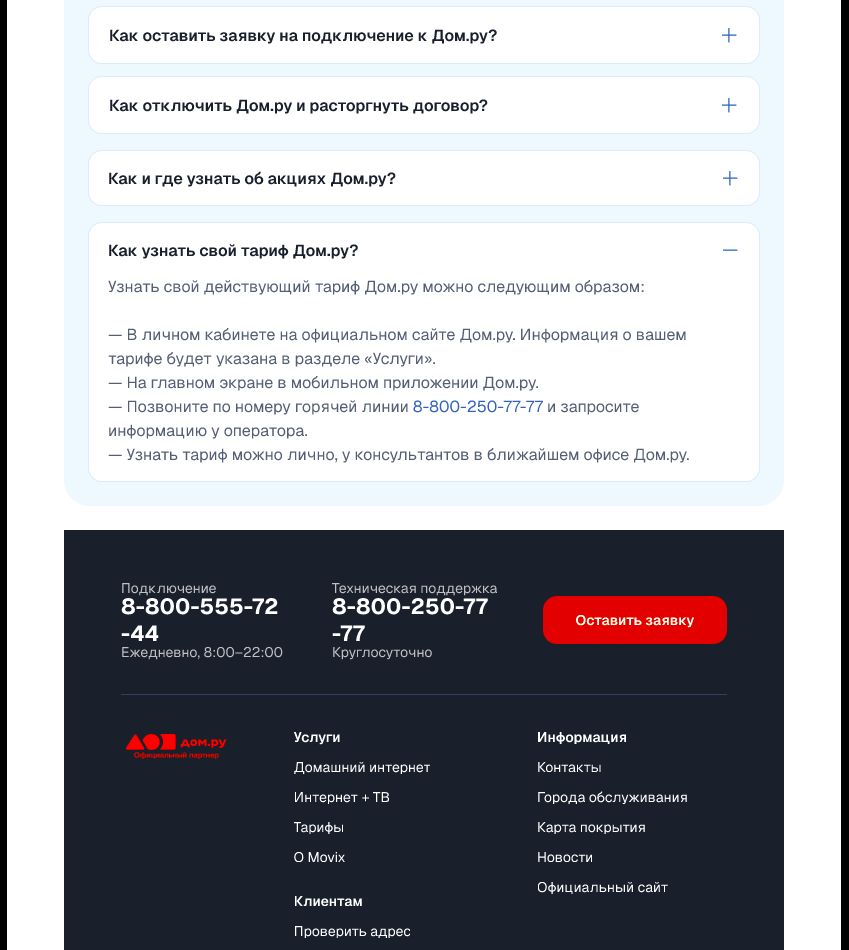 Как оставить заявку на подключение к Дом.ру?
Как отключить Дом.ру и расторгнуть договор?
Как и где узнать об акциях Дом.ру?
Как узнать свой тариф Дом.ру?
Узнать свой действующий тариф Дом.ру можно следующим образом:
— В личном кабинете на официальном сайте Дом.ру. Информация о вашем
тарифе будет указана в разделе «Услуги».
— На главном экране в мобильном приложении Дом.ру.
— Позвоните по номеру горячей линии 8-800-250-77-77 и запросите
информацию у оператора.
— Узнать тариф можно лично, у консультантов в ближайшем офисе Дом.ру.
Подключение
8-800-555-72
-44
Ежедневно, 8:00–22:00
Техническая поддержка
8-800-250-77
-77
Круглосуточно
Оставить заявку
дом.ру
Официальный партнер
Услуги
Домашний интернет
Интернет + ТВ
Тарифы
О Movix
Клиентам
Проверить адрес
Информация
Контакты
Города обслуживания
Карта покрытия
Новости
Официальный сайт